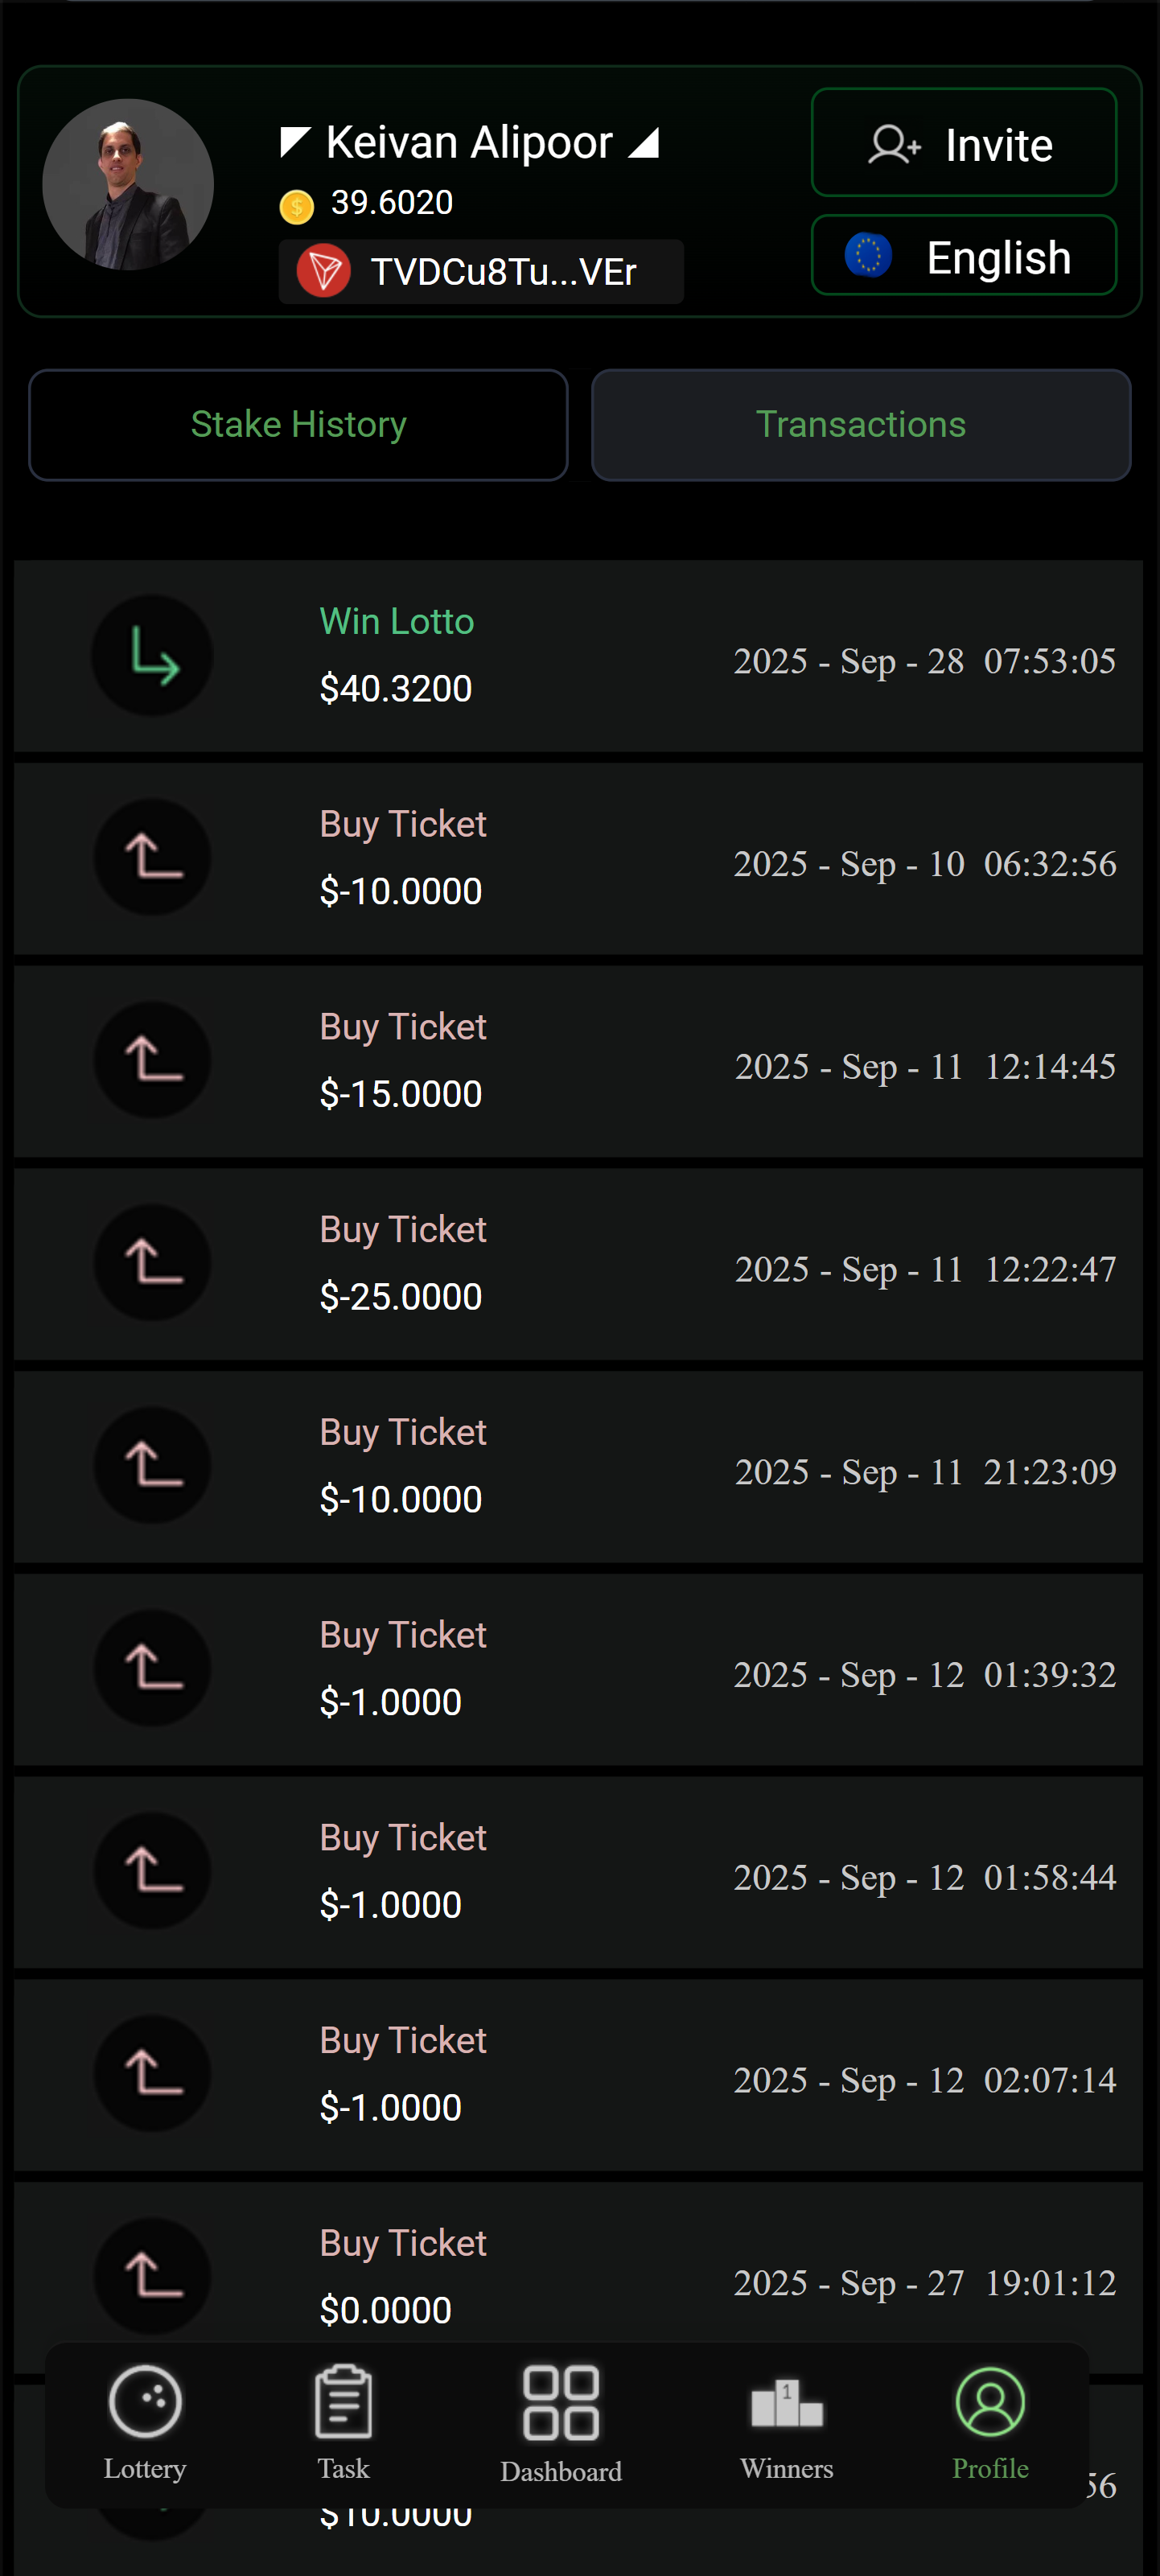 Keivan Alipoor
39.6020
TVDCu8Tu...VEr
Invite
English
Stake History
Transactions
Win Lotto
$40.3200
2025 - Sep - 28 07:53:05
Buy Ticket
$-10.0000
2025 - Sep - 10 06:32:56
Buy Ticket
$-15.0000
2025 - Sep - 11 12:14:45
Buy Ticket
$-25.0000
2025 - Sep - 11 12:22:47
Buy Ticket
$-10.0000
2025 - Sep - 11 21:23:09
Buy Ticket
$-1.0000
2025 - Sep - 12 01:39:32
Buy Ticket
$-1.0000
2025 - Sep - 12 01:58:44
Buy Ticket
$-1.0000
2025 - Sep - 12 02:07:14
Buy Ticket
$0.0000
2025 - Sep - 27 19:01:12
$10.0000
56
1
Lottery
Task
Dashboard
Winners
Profile